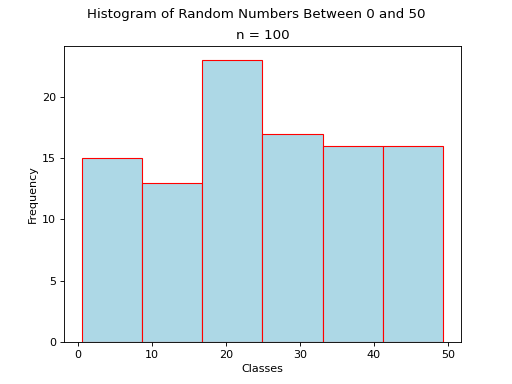 Histogram of Random Numbers Between 0 and 50
n = 100
20
15
10
5
0
Frequency
0 10 20 30 40 50
Classes